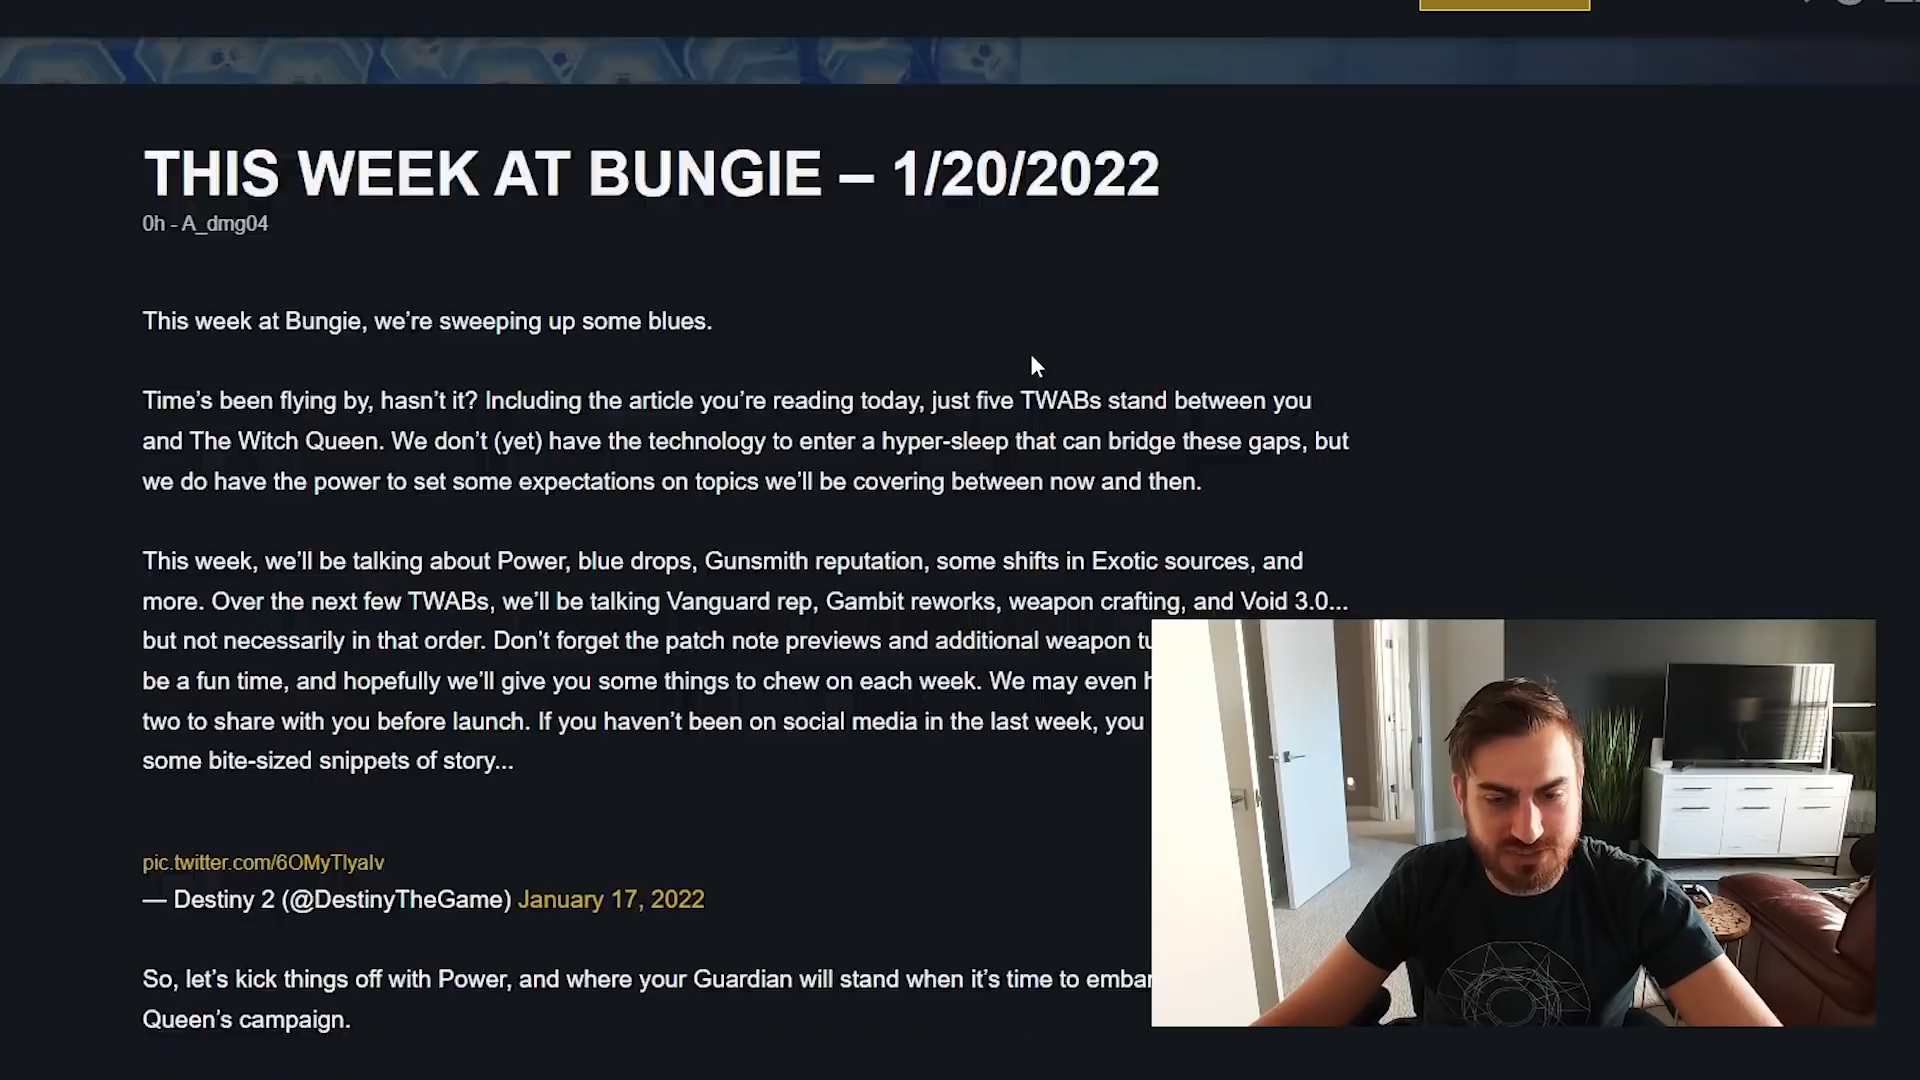 THIS WEEK AT BUNGIE – 1/20/2022
0h - A_dmg04
This week at Bungie, we’re sweeping up some blues.
Time’s been flying by, hasn’t it? Including the article you’re reading today, just five TWABs stand between you
and The Witch Queen. We don’t (yet) have the technology to enter a hyper-sleep that can bridge these gaps, but
we do have the power to set some expectations on topics we’ll be covering between now and then.
This week, we’ll be talking about Power, blue drops, Gunsmith reputation, some shifts in Exotic sources, and
more. Over the next few TWABs, we’ll be talking Vanguard rep, Gambit reworks, weapon crafting, and Void 3.0...
but not necessarily in that order. Don’t forget the patch note previews and additional weapon
be a fun time, and hopefully we’ll give you some things to chew on each week. We may even
two to share with you before launch. If you haven’t been on social media in the last week, you
some bite-sized snippets of story...
pic.twitter.com/6OMyTlyaIv
— Destiny 2 (@DestinyTheGame) January 17, 2022
So, let’s kick things off with Power, and where your Guardian will stand when it’s time to
Queen’s campaign.